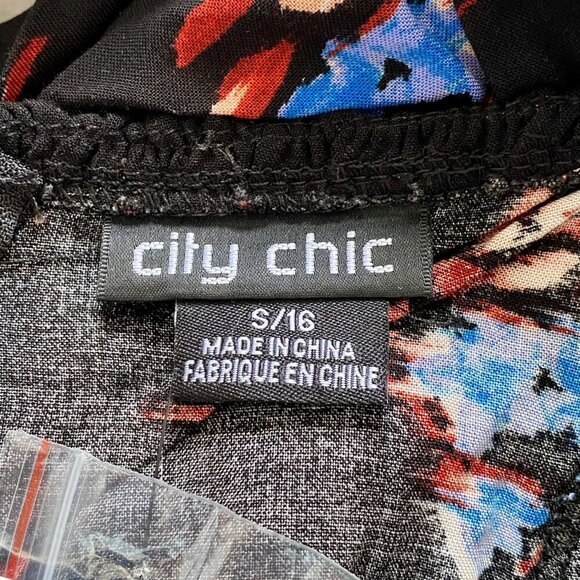 city chic
S/16
MADE IN CHINA
FABRIQUE EN CHINE